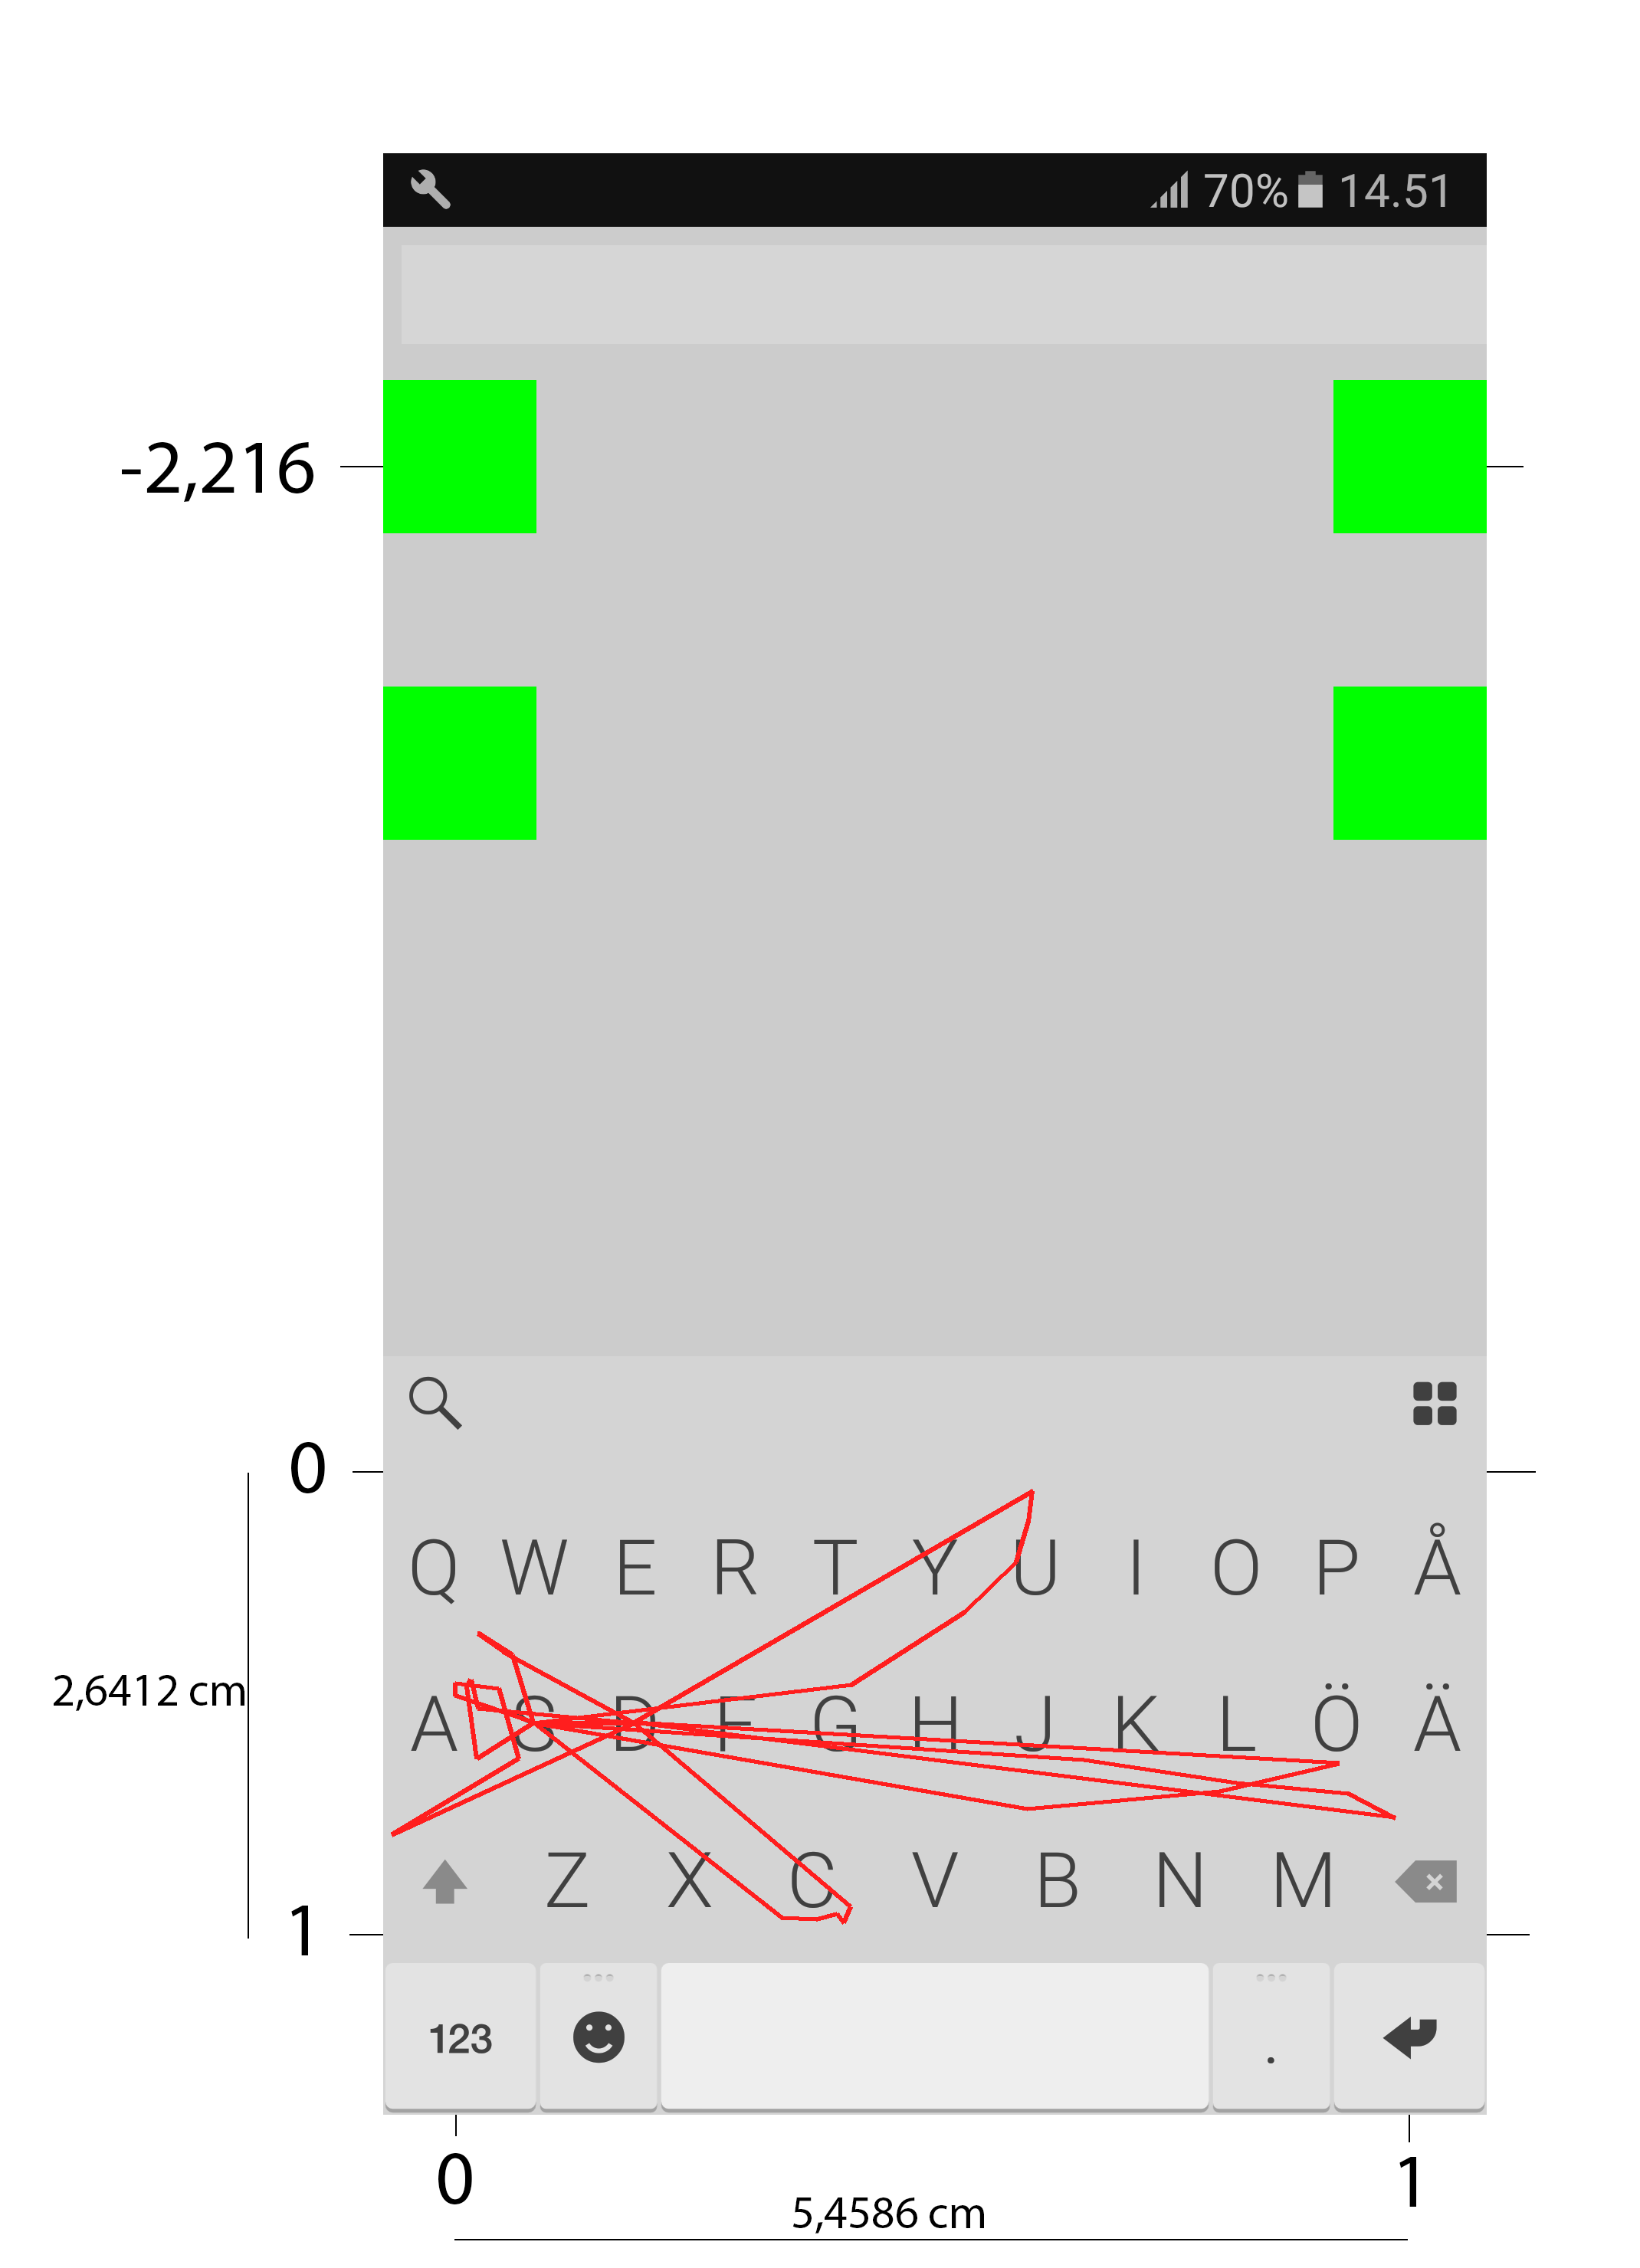 70% 14.51
-2,216
0
Q W E R T Y U I O P Å
2,6412 cm
A S D F G H J K L Ö Ä
Z X C V B N M
1
123 .
0 1
5,4586 cm